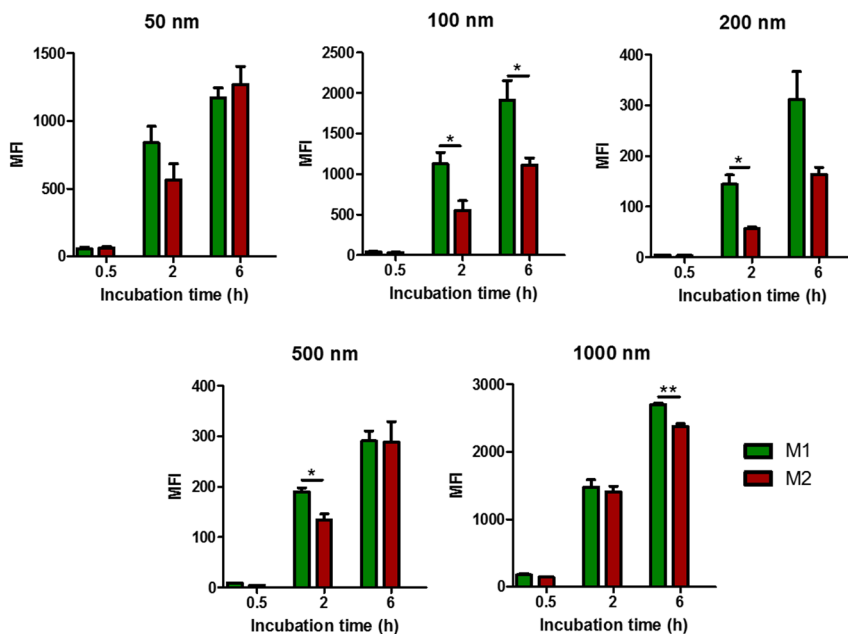 50 nm
1500
1000
500
0
MFI
0.5 2 6
Incubation time (h)
100 nm
2500
2000
1500
1000
500
0
MFI
*
*
0.5 2 6
Incubation time (h)
200 nm
400
300
200
100
0
MFI
*
0.5 2 6
Incubation time (h)
500 nm
400
300
200
100
0
MFI
*
0.5 2 6
Incubation time (h)
1000 nm
3000
2000
1000
0
MFI
**
0.5 2 6
Incubation time (h)
M1
M2